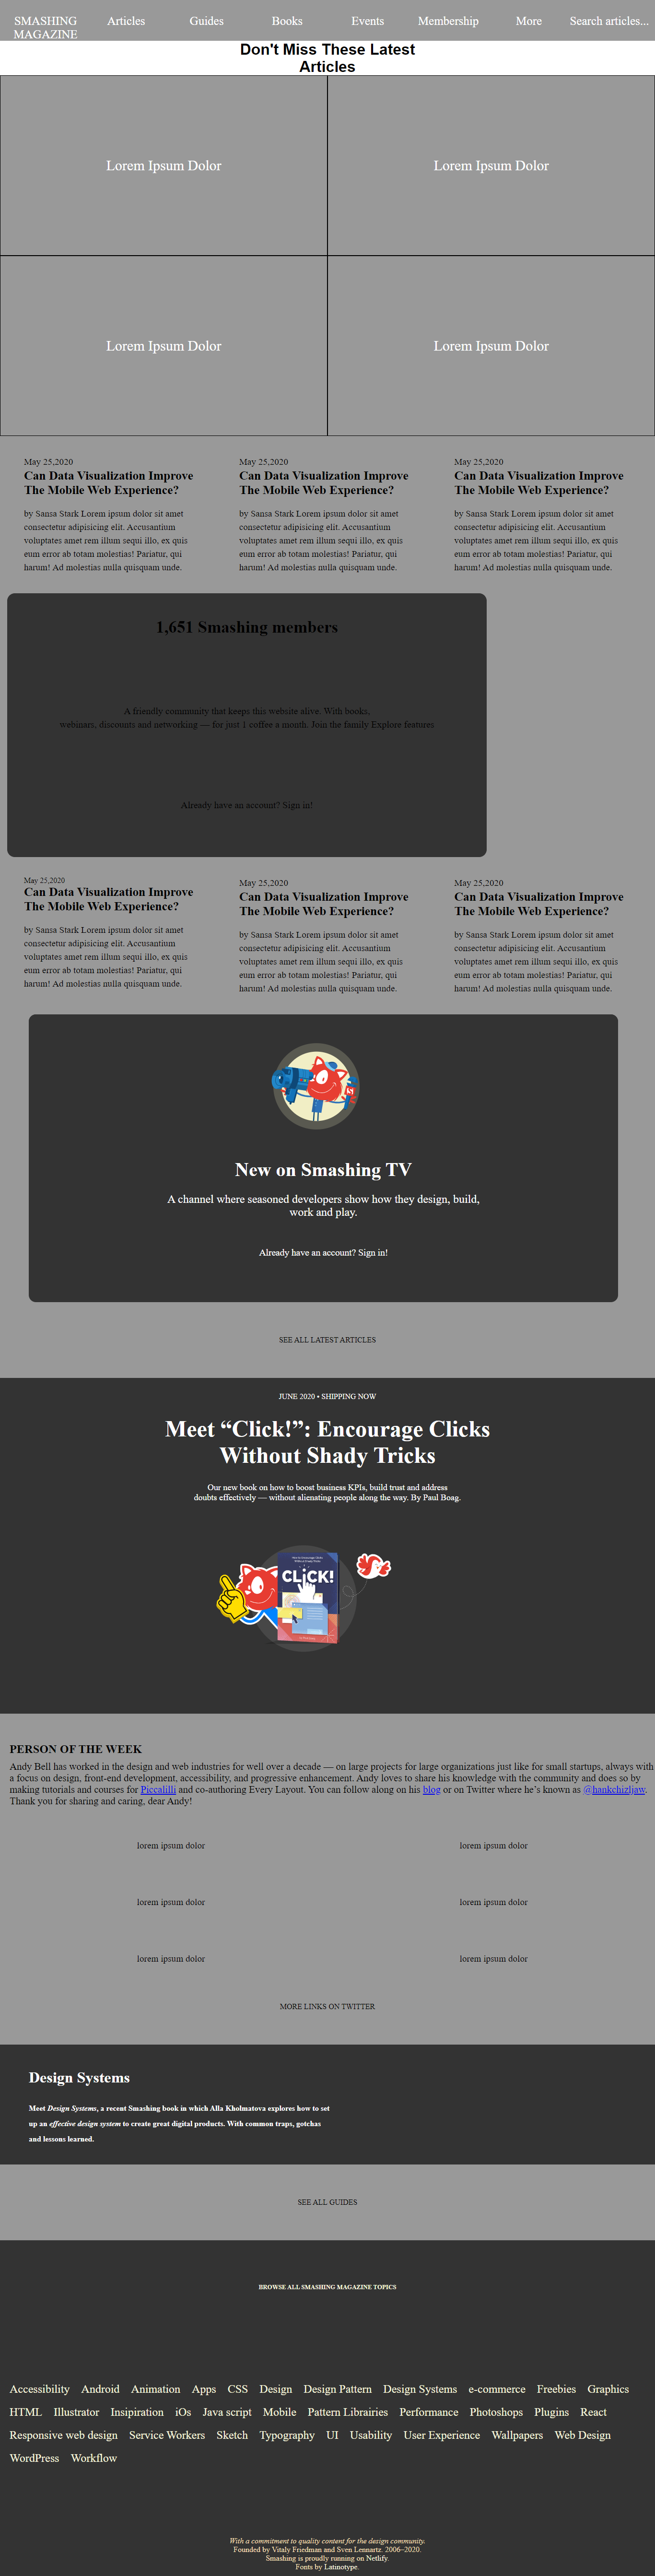 SMASHING
MAGAZINE
Articles
Guides
Books
Events
Membership
More
Search articles...
Don't Miss These Latest
Articles
Lorem Ipsum Dolor
Lorem Ipsum Dolor
Lorem Ipsum Dolor
Lorem Ipsum Dolor
May 25,2020
Can Data Visualization Improve
The Mobile Web Experience?
by Sansa Stark Lorem ipsum dolor sit amet
consectetur adipisicing elit. Accusantium
voluptates amet rem illum sequi illo, ex quis
eum error ab totam molestias! Pariatur, qui
harum! Ad molestias nulla quisquam unde.
May 25,2020
Can Data Visualization Improve
The Mobile Web Experience?
by Sansa Stark Lorem ipsum dolor sit amet
consectetur adipisicing elit. Accusantium
voluptates amet rem illum sequi illo, ex quis
eum error ab totam molestias! Pariatur, qui
harum! Ad molestias nulla quisquam unde.
May 25,2020
Can Data Visualization Improve
The Mobile Web Experience?
by Sansa Stark Lorem ipsum dolor sit amet
consectetur adipisicing elit. Accusantium
voluptates amet rem illum sequi illo, ex quis
eum error ab totam molestias! Pariatur, qui
harum! Ad molestias nulla quisquam unde.
1,651 Smashing members
A friendly community that keeps this website alive. With books,
webinars, discounts and networking — for just 1 coffee a month. Join the family Explore features
Already have an account? Sign in!
May 25,2020
Can Data Visualization Improve
The Mobile Web Experience?
by Sansa Stark Lorem ipsum dolor sit amet
consectetur adipisicing elit. Accusantium
voluptates amet rem illum sequi illo, ex quis
eum error ab totam molestias! Pariatur, qui
harum! Ad molestias nulla quisquam unde.
May 25,2020
Can Data Visualization Improve
The Mobile Web Experience?
by Sansa Stark Lorem ipsum dolor sit amet
consectetur adipisicing elit. Accusantium
voluptates amet rem illum sequi illo, ex quis
eum error ab totam molestias! Pariatur, qui
harum! Ad molestias nulla quisquam unde.
May 25,2020
Can Data Visualization Improve
The Mobile Web Experience?
by Sansa Stark Lorem ipsum dolor sit amet
consectetur adipisicing elit. Accusantium
voluptates amet rem illum sequi illo, ex quis
eum error ab totam molestias! Pariatur, qui
harum! Ad molestias nulla quisquam unde.
New on Smashing TV
A channel where seasoned developers show how they design, build,
work and play.
Already have an account? Sign in!
SEE ALL LATEST ARTICLES
JUNE 2020 • SHIPPING NOW
Meet “Click!”: Encourage Clicks
Without Shady Tricks
Our new book on how to boost business KPIs, build trust and address
doubts effectively — without alienating people along the way. By Paul Boag.
CLiCK!
PERSON OF THE WEEK
Andy Bell has worked in the design and web industries for well over a decade — on large projects for large organizations just like for small startups, always with
a focus on design, front-end development, accessibility, and progressive enhancement. Andy loves to share his knowledge with the community and does so by
making tutorials and courses for Piccalilli and co-authoring Every Layout. You can follow along on his blog or on Twitter where he’s known as @hankchizljaw.
Thank you for sharing and caring, dear Andy!
lorem ipsum dolor
lorem ipsum dolor
lorem ipsum dolor
lorem ipsum dolor
lorem ipsum dolor
lorem ipsum dolor
MORE LINKS ON TWITTER
Design Systems
Meet Design Systems, a recent Smashing book in which Alla Kholmatova explores how to set
up an effective design system to create great digital products. With common traps, gotchas
and lessons learned.
SEE ALL GUIDES
BROWSE ALL SMASHING MAGAZINE TOPICS
Accessibility Android Animation Apps CSS Design Design Pattern Design Systems e-commerce Freebies Graphics
HTML Illustrator Insipiration iOs Java script Mobile Pattern Librairies Performance Photoshops Plugins React
Responsive web design Service Workers Sketch Typography UI Usability User Experience Wallpapers Web Design
WordPress Workflow
With a commitment to quality content for the design community.
Founded by Vitaly Friedman and Sven Lennartz. 2006–2020.
Smashing is proudly running on Netlify.
Fonts by Latinotype.